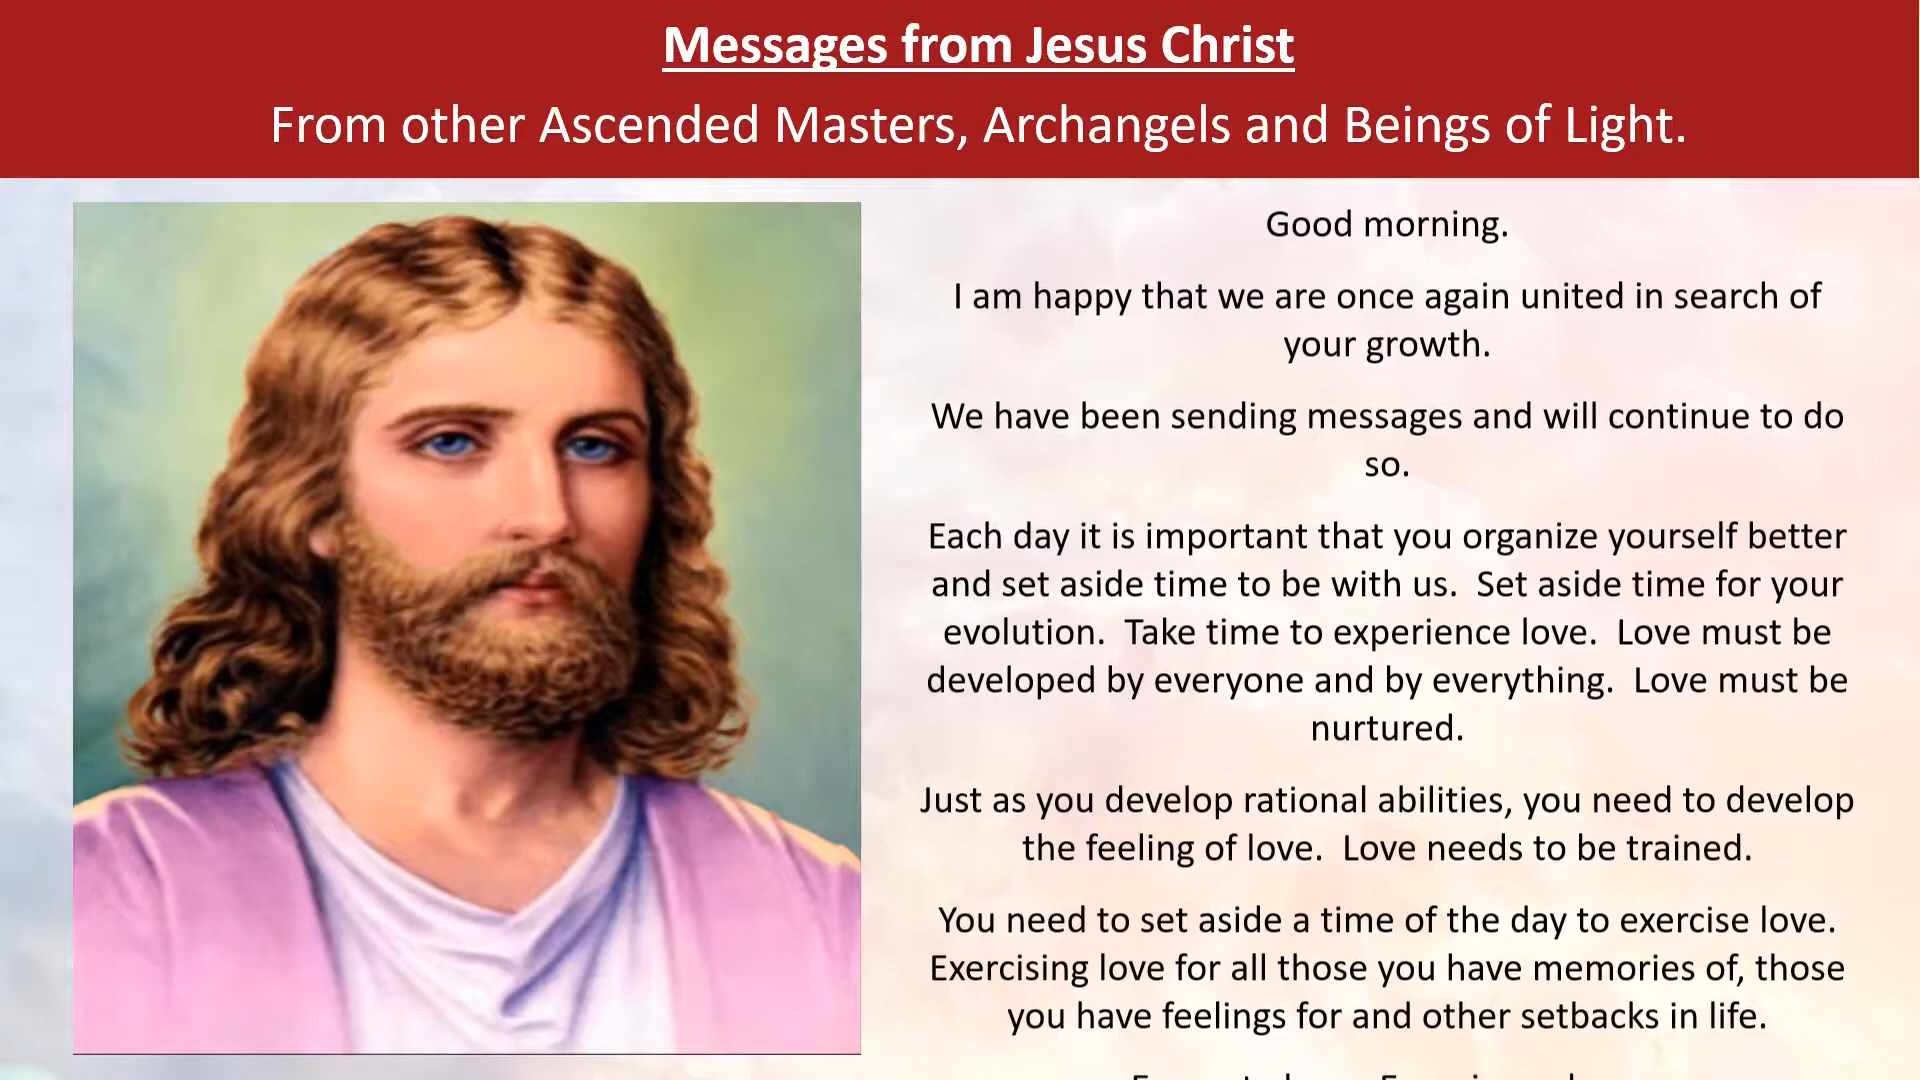 Messages from Jesus Christ
From other Ascended Masters, Archangels and Beings of Light.
Good morning.
I am happy that we are once again united in search of
your growth.
We have been sending messages and will continue to do
so.
Each day it is important that you organize yourself better
and set aside time to be with us.  Set aside time for your
evolution.  Take time to experience love.  Love must be
developed by everyone and by everything.  Love must be
nurtured.
Just as you develop rational abilities, you need to develop
the feeling of love.  Love needs to be trained.
You need to set aside a time of the day to exercise love.
Exercising love for all those you have memories of, those
you have feelings for and other setbacks in life.